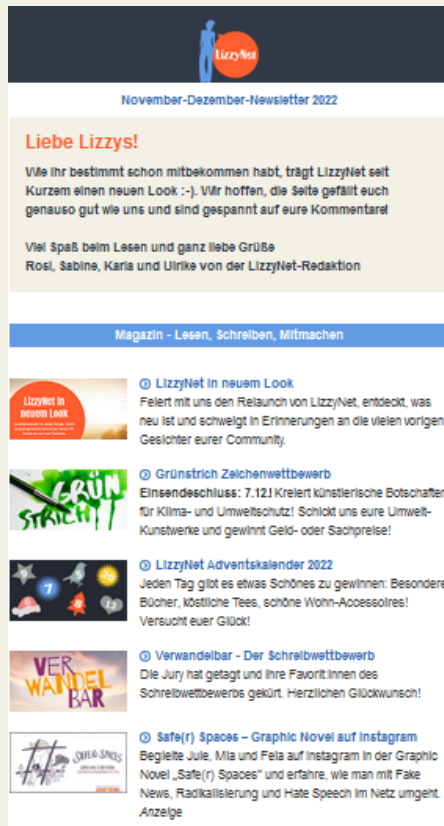 LizzyNet
November-Dezember-Newsletter 2022
Liebe Lizzys!
Wie ihr bestimmt schon mitbekommen habt, trägt LizzyNet seit
Kurzem einen neuen Look :-). Wir hoffen, die Seite gefällt euch
genauso gut wie uns und sind gespannt auf eure Kommentare!
Viel Spaß beim Lesen und ganz liebe Grüße
Rosi, Sabine, Karla und Ulrike von der LizzyNet-Redaktion
Magazin - Lesen, Schreiben, Mitmachen
LizzyNet in
neuem Look
LizzyNet in neuem Look
Feiert mit uns den Relaunch von LizzyNet, entdeckt, was
neu ist und schwelgt in Erinnerungen an die vielen vorigen
Gesichter eurer Community.
GRÜN
STRICH
Grünstrich Zeichenwettbewerb
Einsendeschluss: 7.12.! Kreiert künstlerische Botschaften
für Klima- und Umweltschutz! Schickt uns eure Umwelt-
Kunstwerke und gewinnt Geld- oder Sachpreise!
9 20
7 8 13
LizzyNet Adventskalender 2022
Jeden Tag gibt es etwas Schönes zu gewinnen: Besondere
Bücher, köstliche Tees, schöne Wohn-Accessoires!
Versucht euer Glück!
VER
WANDEL
BAR
Verwandelbar - Der Schreibwettbewerb
Die Jury hat getagt und ihre Favorit:innen des
Schreibwettbewerbs gekürt. Herzlichen Glückwunsch!
SAFE(R) SPACES
Safe(r) Spaces – Graphic Novel auf Instagram
Begleite Jule, Mia und Fela auf Instagram in der Graphic
Novel „Safe(r) Spaces" und erfahre, wie man mit Fake
News, Radikalisierung und Hate Speech im Netz umgeht.
Anzeige